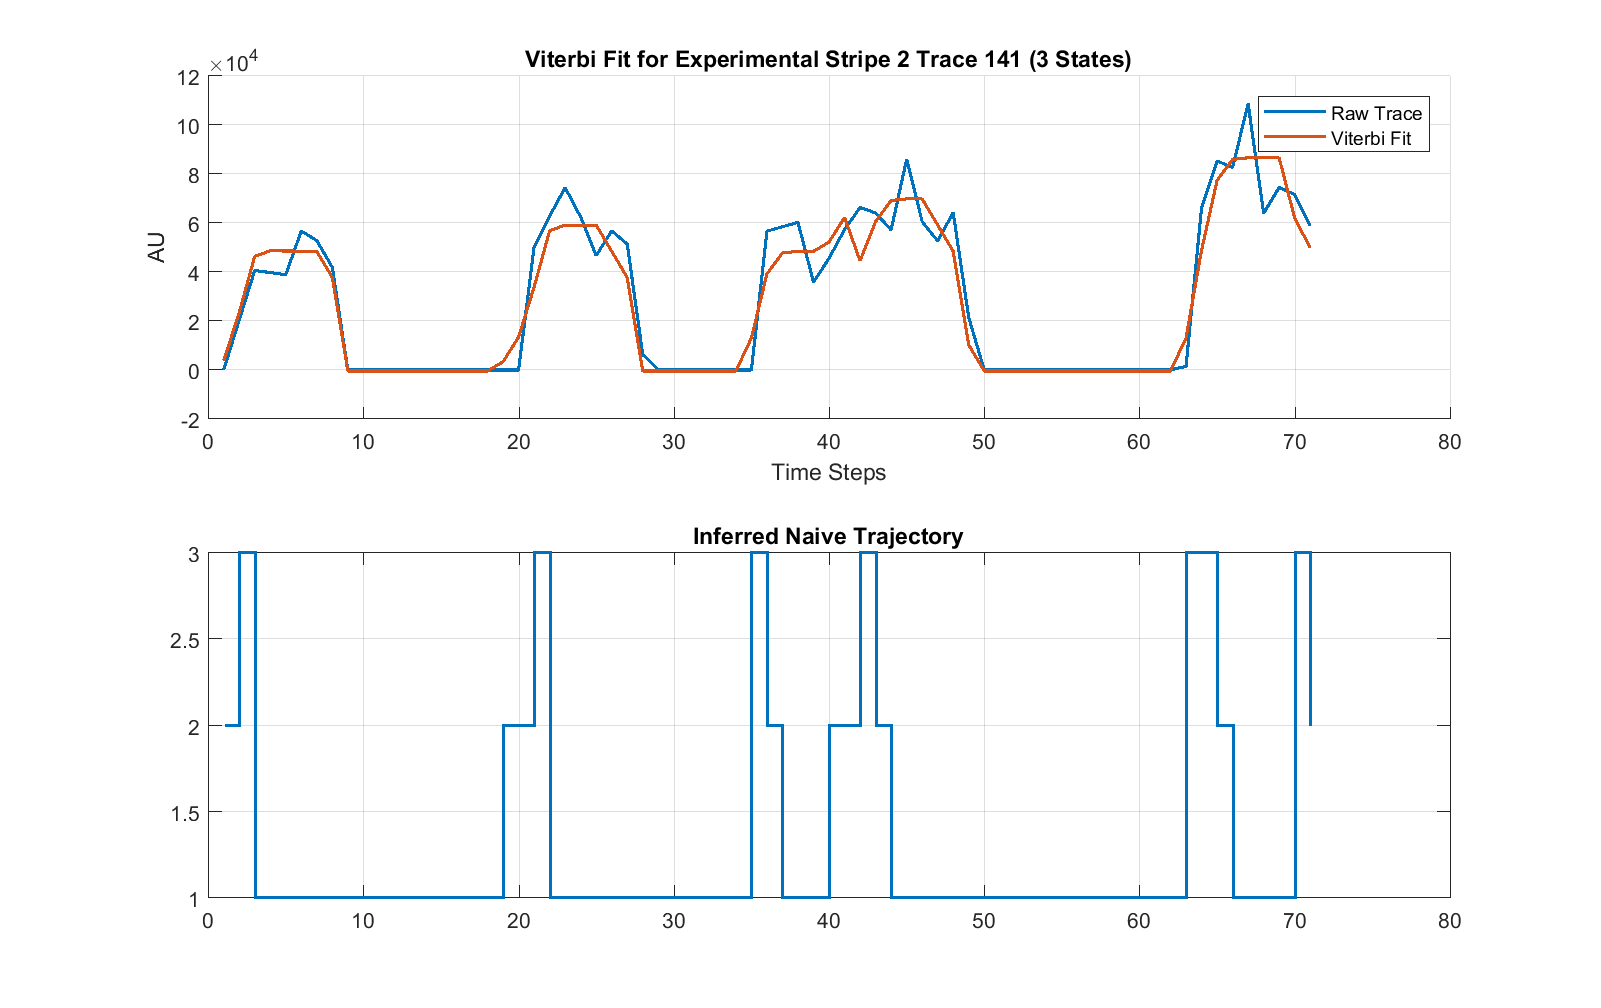 Viterbi Fit for Experimental Stripe 2 Trace 141 (3 States)
×10⁴
12
10
8
6
4
2
0
-2
AU
Raw Trace
Viterbi Fit
0 10 20 30 40 50 60 70 80
Time Steps
Inferred Naive Trajectory
3
2.5
2
1.5
1
0 10 20 30 40 50 60 70 80